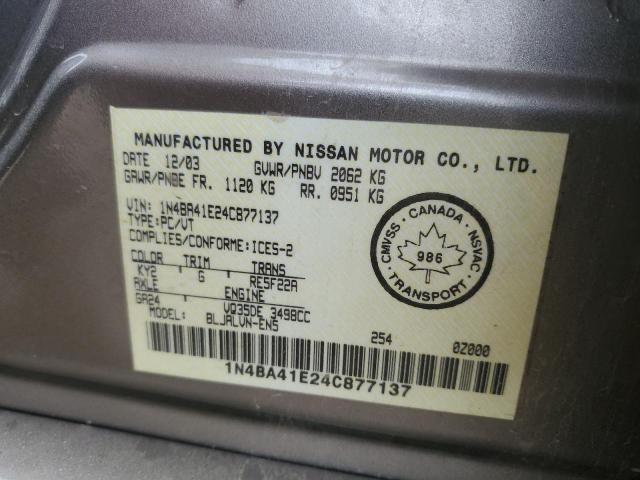 MANUFACTURED BY NISSAN MOTOR CO., LTD.
DATE 12/03 GVWR/PNBV 2062 KG
GAWR/PNBE FR. 1120 KG RR. 0951 KG
VIN: 1N4BA41E24C877137
TYPE:PC/VT
COMPLIES/CONFORME:ICES-2
COLOR TRIM TRANS
KY2 G RE5F22A
AXLE ENGINE
GA24 VQ35DE 3498CC
MODEL: BLJALVN-EN5
CMVSS · CANADA · NSVAC
986
· TRANSPORT ·
254 0Z000
1N4BA41E24C877137